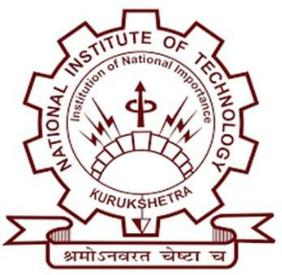 NATIONAL INSTITUTE OF TECHNOLOGY
Institution of National Importance
KURUKSHETRA
श्रमोऽनवरत चेष्टा च